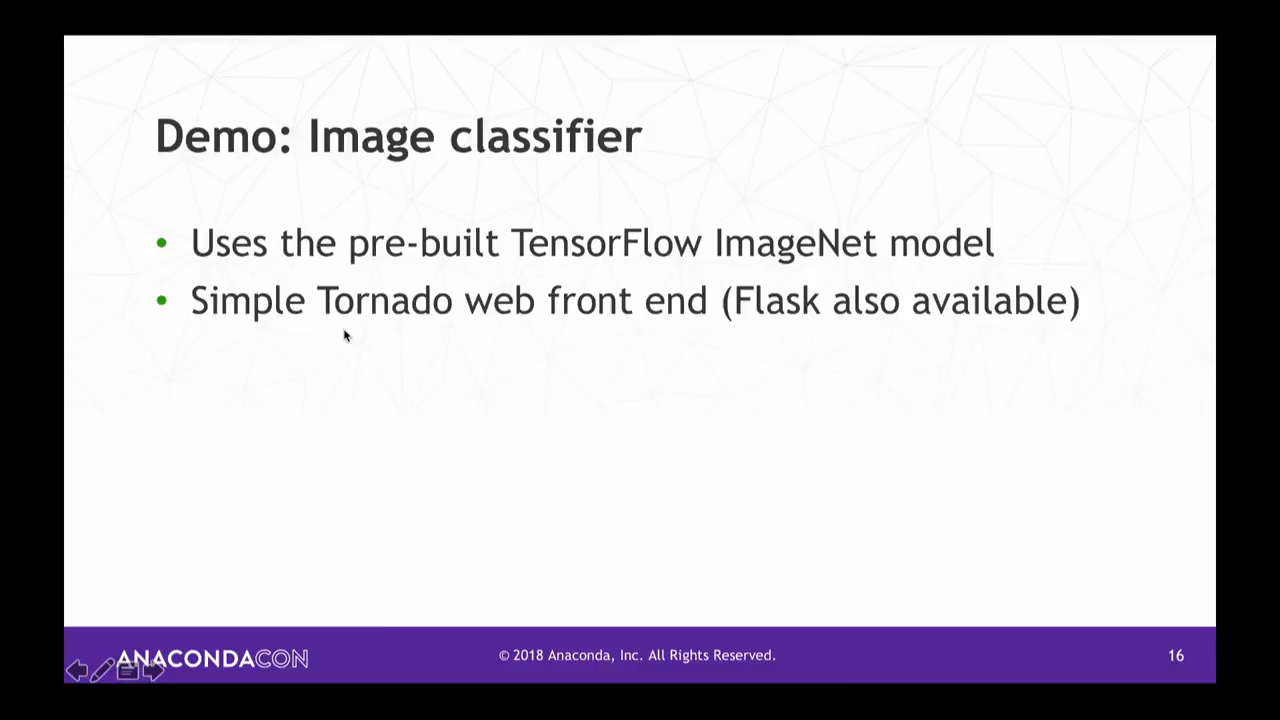 Demo: Image classifier
• Uses the pre-built TensorFlow ImageNet model
• Simple Tornado web front end (Flask also available)
ANACONDACON
© 2018 Anaconda, Inc. All Rights Reserved.
16